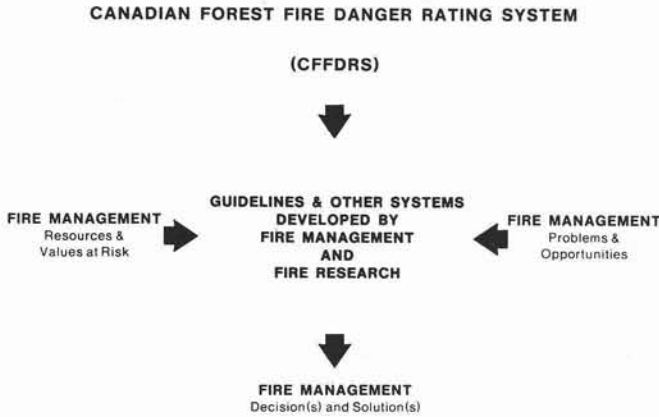 CANADIAN FOREST FIRE DANGER RATING SYSTEM
(CFFDRS)
GUIDELINES & OTHER SYSTEMS
DEVELOPED BY
FIRE MANAGEMENT
AND
FIRE RESEARCH
FIRE MANAGEMENT
Resources &
Values at Risk
FIRE MANAGEMENT
Problems &
Opportunities
FIRE MANAGEMENT
Decision(s) and Solution(s)